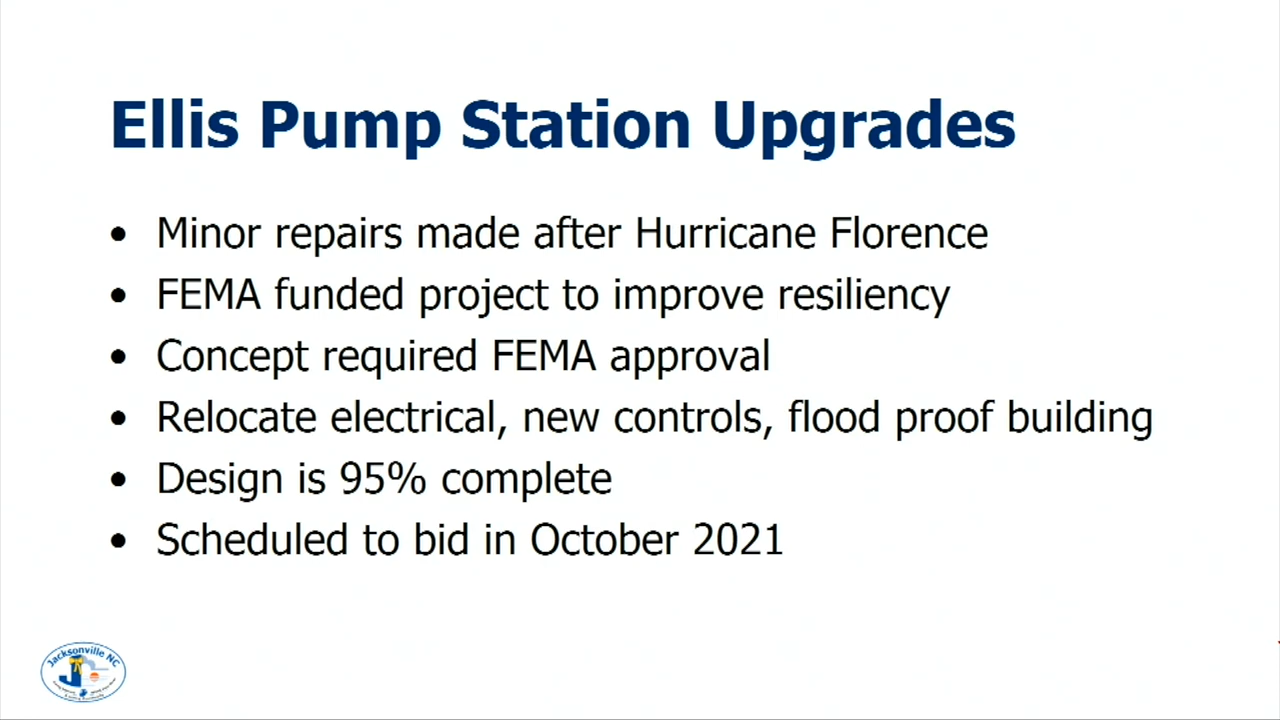 Ellis Pump Station Upgrades
• Minor repairs made after Hurricane Florence
• FEMA funded project to improve resiliency
• Concept required FEMA approval
• Relocate electrical, new controls, flood proof building
• Design is 95% complete
• Scheduled to bid in October 2021
Jacksonville NC